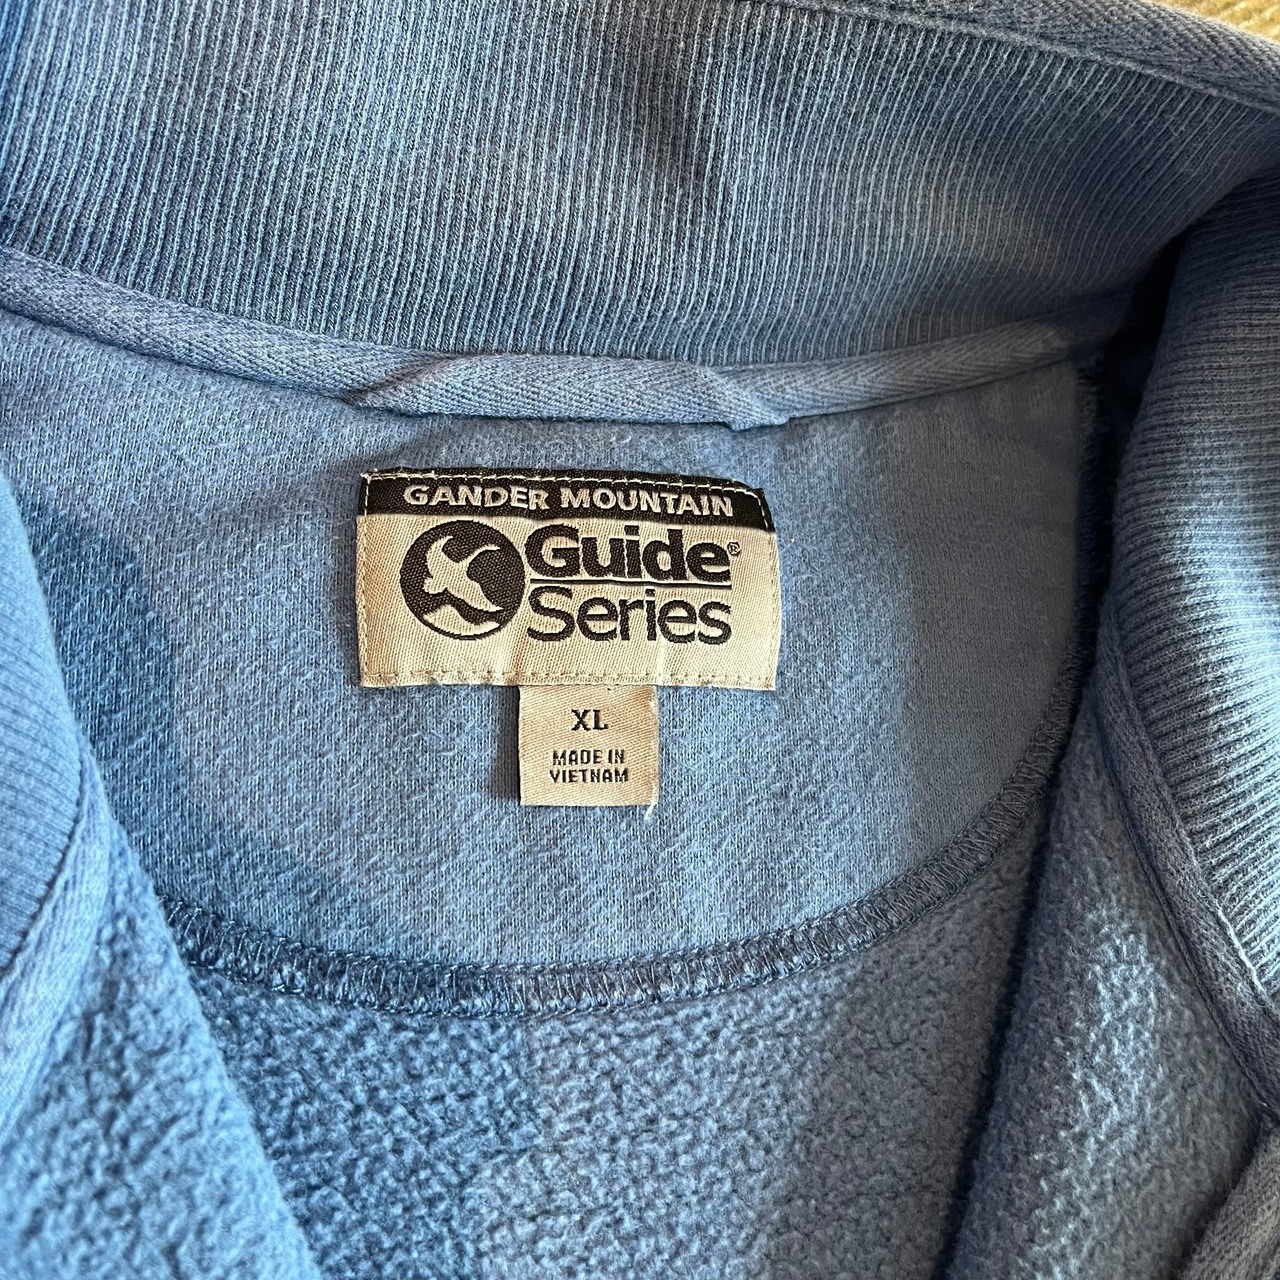 GANDER MOUNTAIN
Guide®
Series
XL
MADE IN
VIETNAM